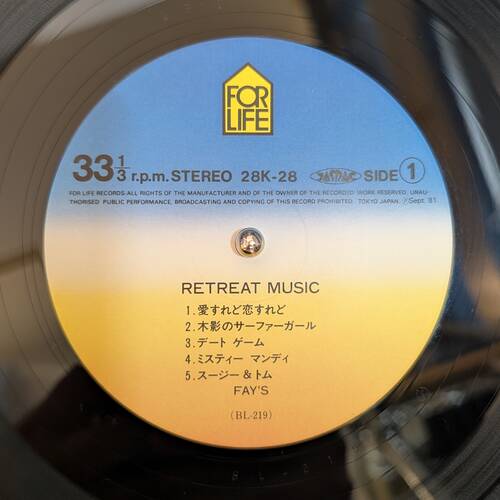 FOR
LIFE
33 1/3 r.p.m. STEREO 28K-28 JASRAC SIDE 1
FOR LIFE RECORDS·ALL RIGHTS OF THE MANUFACTURER AND OF THE OWNER OF THE RECORDED WORK RESERVED. UNAU-
THORISED PUBLIC PERFORMANCE, BROADCASTING AND COPYING OF THIS RECORD PROHIBITED. TOKYO JAPAN. ℗Sept. 81
RETREAT MUSIC
1.愛すれど恋すれど
2.木影のサーファーガール
3.デート ゲーム
4.ミスティー マンディ
5.スージー&トム
FAY'S
(BL-219)